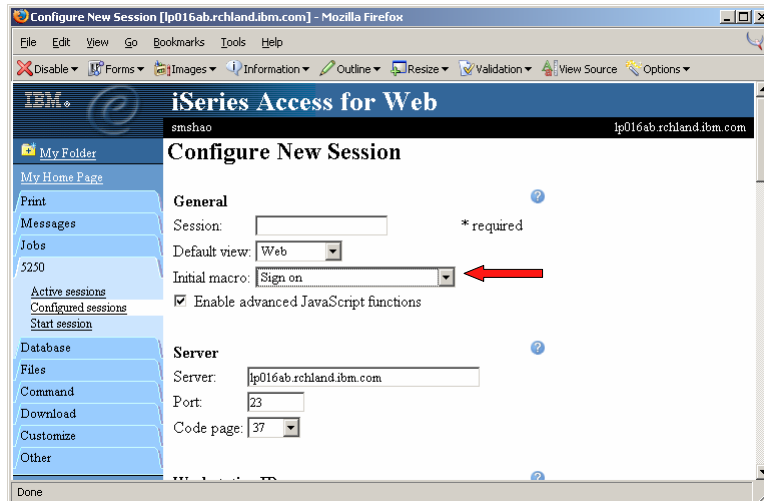 Configure New Session [lp016ab.rchland.ibm.com] - Mozilla Firefox
File Edit View Go Bookmarks Tools Help
Disable Forms Images Information Outline Resize Validation View Source Options
IBM iSeries Access for Web
smshao lp016ab.rchland.ibm.com
My Folder
My Home Page
Print
Messages
Jobs
5250
Active sessions
Configured sessions
Start session
Database
Files
Command
Download
Customize
Other
Configure New Session
General ?
Session: * required
Default view: Web
Initial macro: Sign on
Enable advanced JavaScript functions
Server ?
Server: lp016ab.rchland.ibm.com
Port: 23
Code page: 37
Done